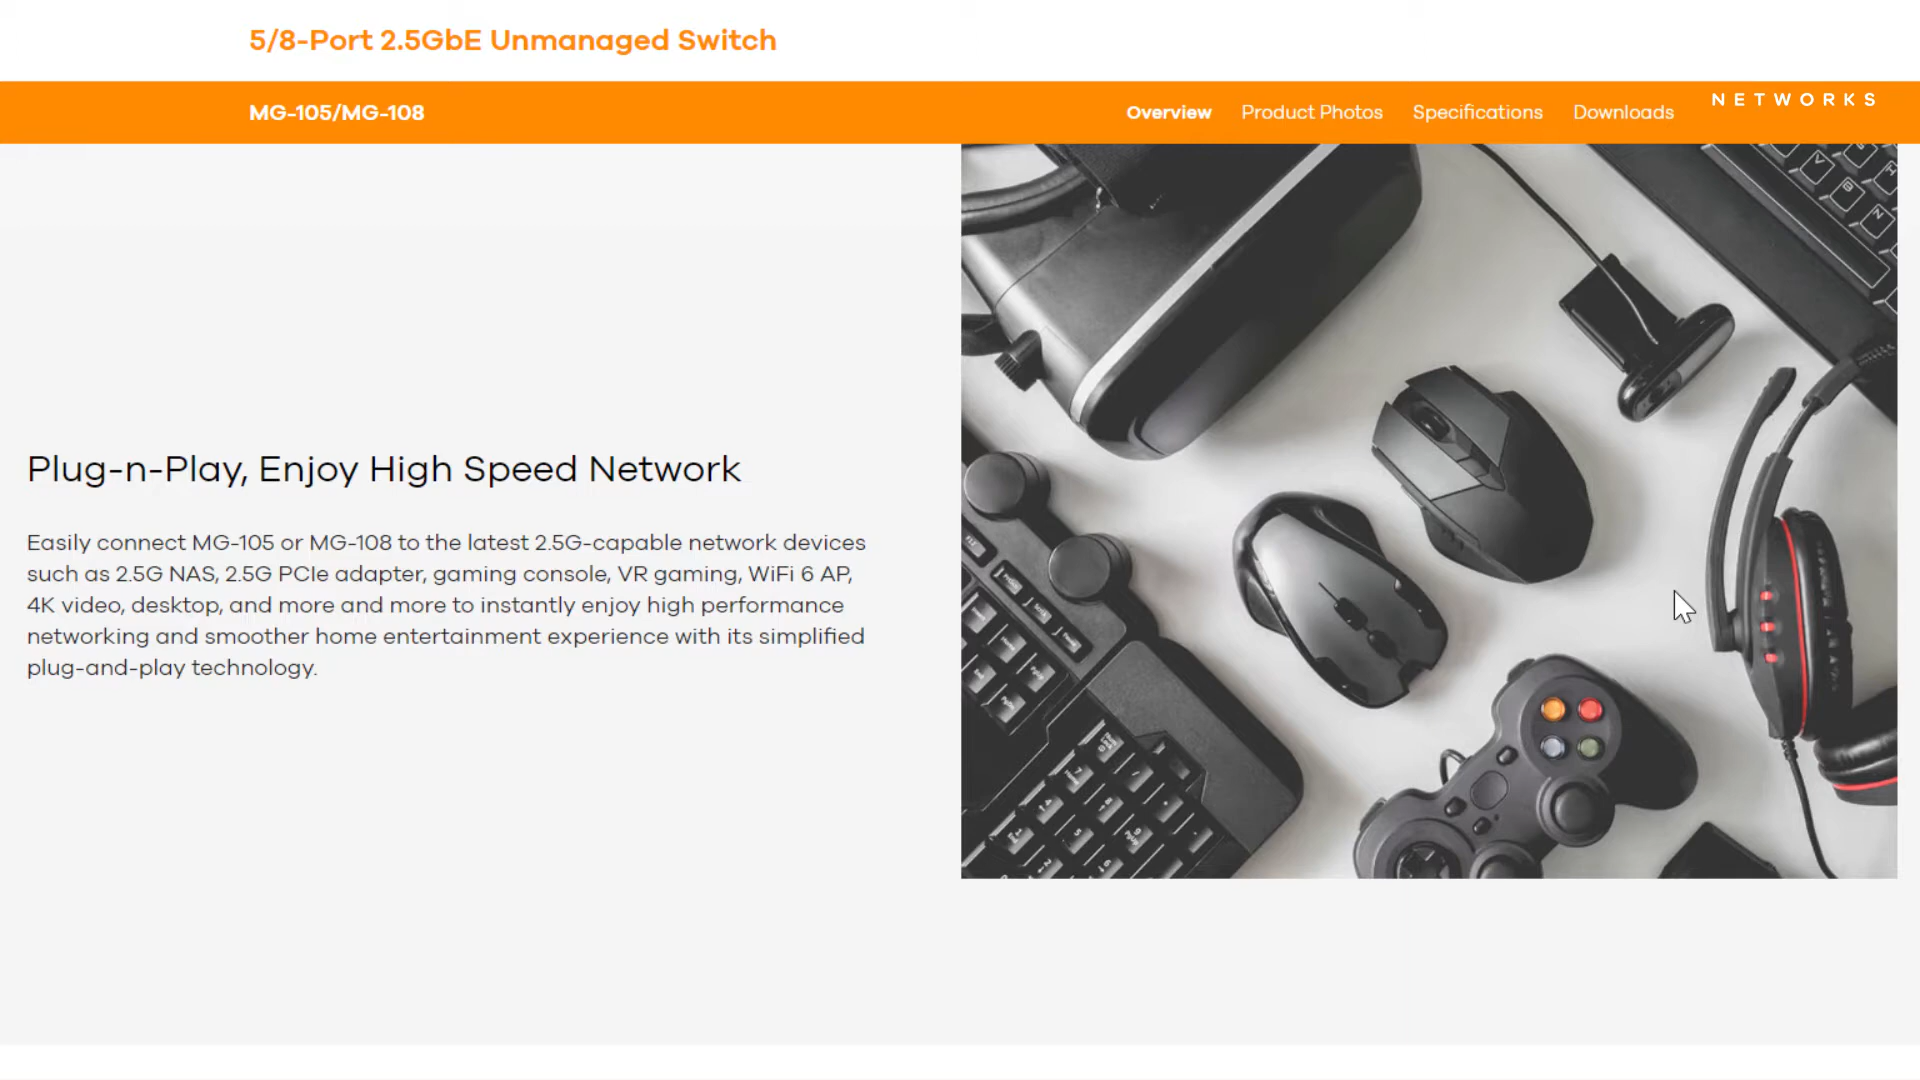 5/8-Port 2.5GbE Unmanaged Switch
MG-105/MG-108
Overview Product Photos Specifications Downloads
NETWORKS
Plug-n-Play, Enjoy High Speed Network
Easily connect MG-105 or MG-108 to the latest 2.5G-capable network devices
such as 2.5G NAS, 2.5G PCIe adapter, gaming console, VR gaming, WiFi 6 AP,
4K video, desktop, and more and more to instantly enjoy high performance
networking and smoother home entertainment experience with its simplified
plug-and-play technology.